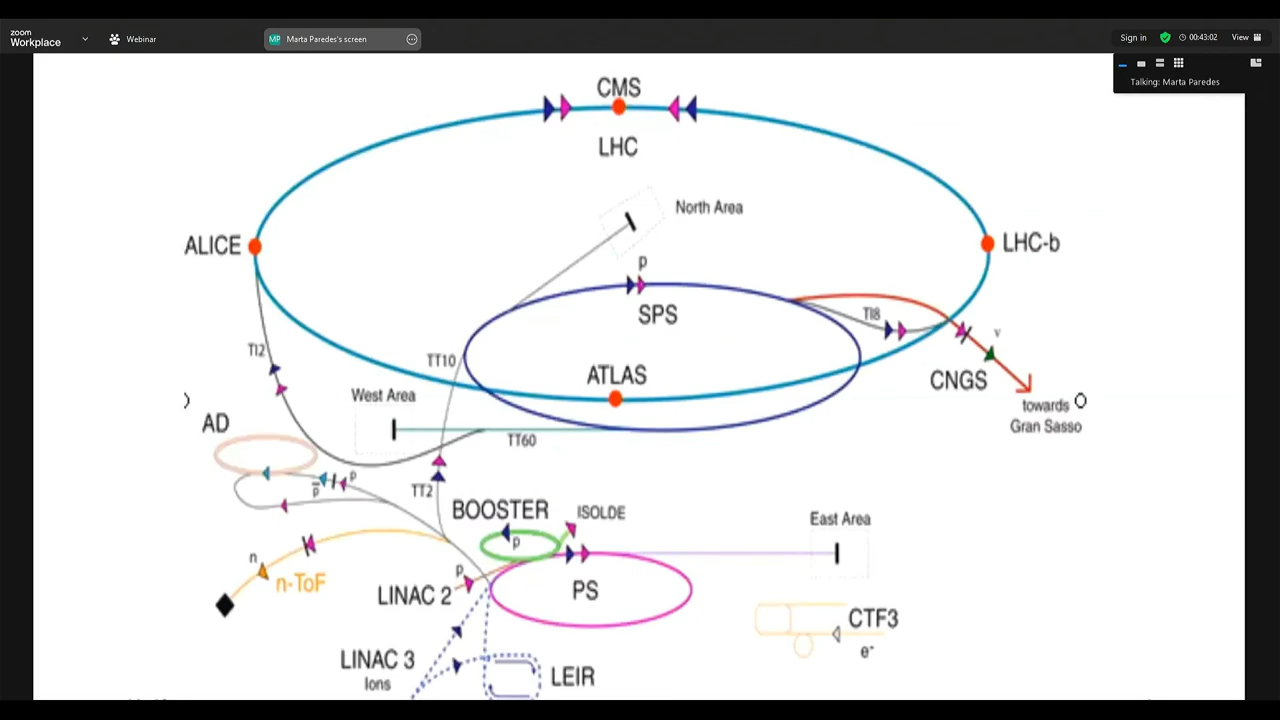 zoom
Workplace
Webinar
MP Marta Paredes's screen
Sign in
00:43:02
View
Talking: Marta Paredes
CMS
LHC
North Area
ALICE
LHC-b
p
SPS
TI8
TI2
TT10
ATLAS
ν
CNGS
West Area
towards
Gran Sasso
AD
TT60
p̅
p
TT2
BOOSTER
ISOLDE
East Area
p
n
n-ToF
p
LINAC 2
PS
CTF3
e-
LINAC 3
Ions
LEIR